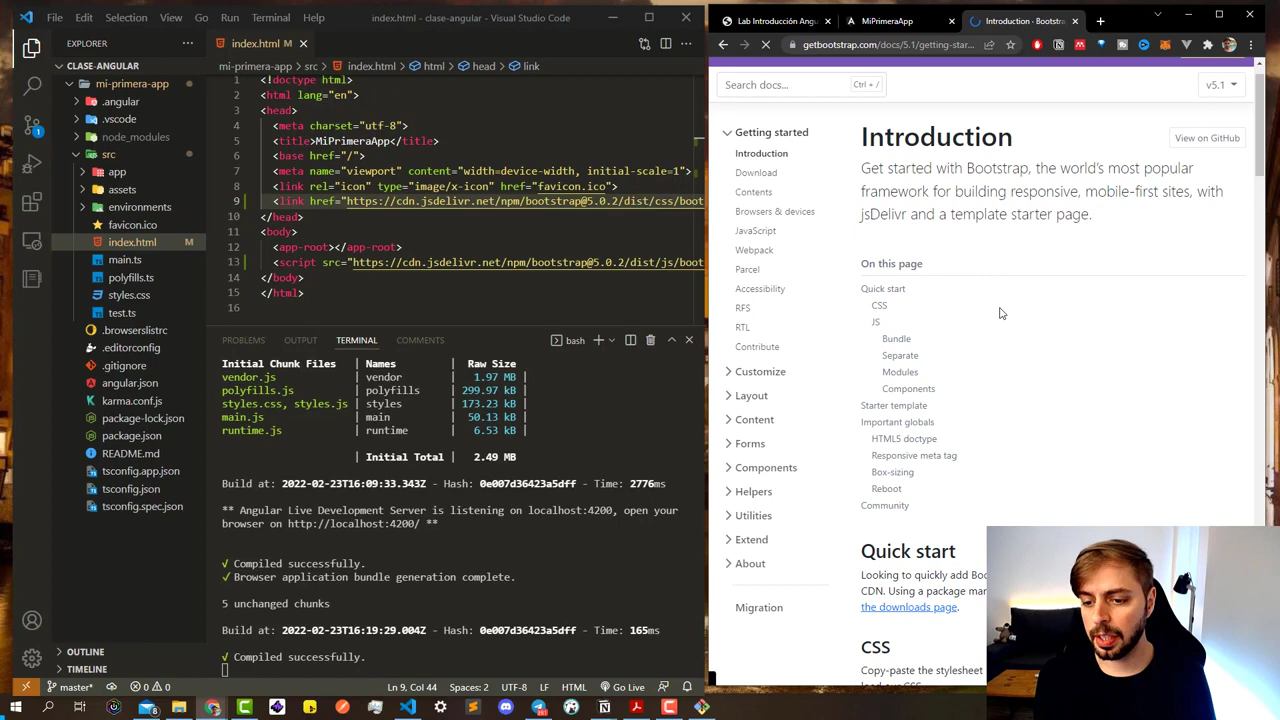 File Edit Selection View Go Run Terminal Help
index.html - clase-angular - Visual Studio Code
EXPLORER
CLASE-ANGULAR
mi-primera-app
.angular
.vscode
node_modules
src
app
assets
environments
favicon.ico
index.html M
main.ts
polyfills.ts
styles.css
test.ts
.browserslistrc
.editorconfig
.gitignore
angular.json
karma.conf.js
package-lock.json
package.json
README.md
tsconfig.app.json
tsconfig.json
tsconfig.spec.json
OUTLINE
TIMELINE
index.html M
mi-primera-app > src > index.html > html > head > link
1 <!doctype html>
2 <html lang="en">
3 <head>
4 <meta charset="utf-8">
5 <title>MiPrimeraApp</title>
6 <base href="/">
7 <meta name="viewport" content="width=device-width, initial-scale=1">
8 <link rel="icon" type="image/x-icon" href="favicon.ico">
9 <link href="https://cdn.jsdelivr.net/npm/bootstrap@5.0.2/dist/css/boot
10 </head>
11 <body>
12 <app-root></app-root>
13 <script src="https://cdn.jsdelivr.net/npm/bootstrap@5.0.2/dist/js/boot
14 </body>
15 </html>
16
PROBLEMS OUTPUT TERMINAL COMMENTS
bash
Initial Chunk Files | Names | Raw Size
vendor.js | vendor | 1.97 MB |
polyfills.js | polyfills | 299.97 kB |
styles.css, styles.js | styles | 173.23 kB |
main.js | main | 50.13 kB |
runtime.js | runtime | 6.53 kB |
| Initial Total | 2.49 MB
Build at: 2022-02-23T16:09:33.343Z - Hash: 0e007d36423a5dff - Time: 2776ms
** Angular Live Development Server is listening on localhost:4200, open your
browser on http://localhost:4200/ **
√ Compiled successfully.
√ Browser application bundle generation complete.
5 unchanged chunks
Build at: 2022-02-23T16:19:29.004Z - Hash: 0e007d36423a5dff - Time: 165ms
√ Compiled successfully.
master* 0 0
Ln 9, Col 44 Spaces: 2 UTF-8 LF HTML Go Live
Lab Introducción Angu
MiPrimeraApp
Introduction · Bootstra
getbootstrap.com/docs/5.1/getting-star...
Search docs...
Ctrl + /
v5.1
Getting started
Introduction
Download
Contents
Browsers & devices
JavaScript
Webpack
Parcel
Accessibility
RFS
RTL
Contribute
Customize
Layout
Content
Forms
Components
Helpers
Utilities
Extend
About
Migration
Introduction
View on GitHub
Get started with Bootstrap, the world's most popular
framework for building responsive, mobile-first sites, with
jsDelivr and a template starter page.
On this page
Quick start
CSS
JS
Bundle
Separate
Modules
Components
Starter template
Important globals
HTML5 doctype
Responsive meta tag
Box-sizing
Reboot
Community
Quick start
Looking to quickly add Boo
CDN. Using a package man
the downloads page.
CSS
Copy-paste the stylesheet